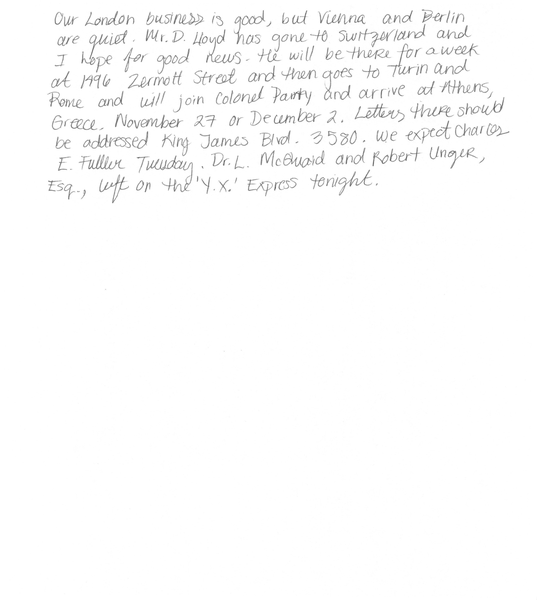 Our London business is good, but Vienna and Berlin
are quiet. Mr. D. Lloyd has gone to Switzerland and
I hope for good news. He will be there for a week
at 1996 Zermott Street and then goes to Turin and
Rome and will join Colonel Parry and arrive at Athens,
Greece, November 27 or December 2. Letters there should
be addressed King James Blvd. 3580. We expect Charles
E. Fuller Tuesday. Dr. L. McQuaid and Robert Unger,
Esq., left on the 'Y.X.' Express tonight.